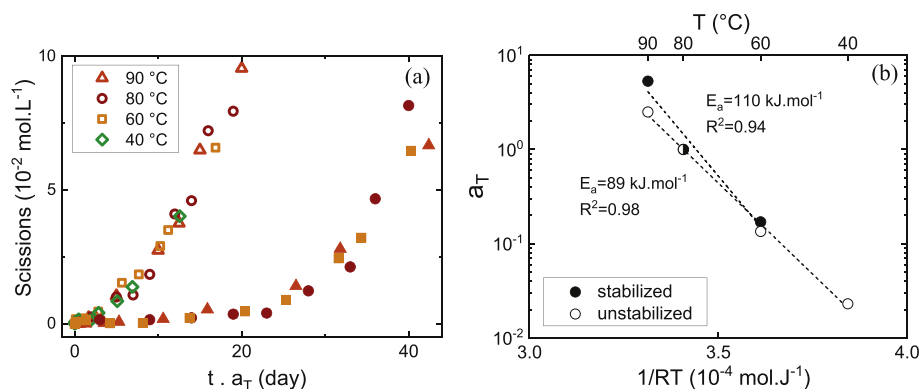 (a)
90 °C
80 °C
60 °C
40 °C
10
5
0
0 20 40
Scissions (10⁻² mol.L⁻¹)
t . a_T (day)
T (°C)
90 80 60 40
(b)
10¹
10⁰
10⁻¹
10⁻²
a_T
E_a=110 kJ.mol⁻¹
R²=0.94
E_a=89 kJ.mol⁻¹
R²=0.98
stabilized
unstabilized
3.0 3.5 4.0
1/RT (10⁻⁴ mol.J⁻¹)